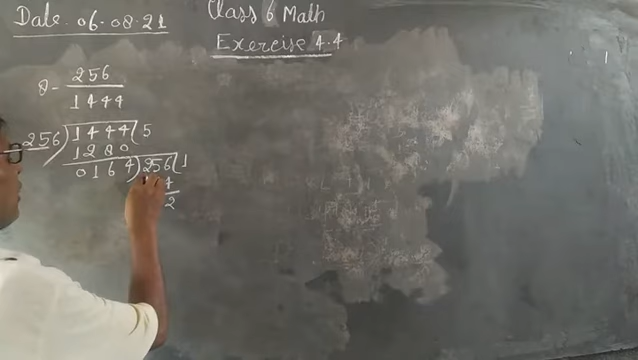 Date 06.08.21
Class 6 Math
Exercise 4.4
Q- 256
1444
256) 1444 (5
1280
0164) 256 (1
4
2